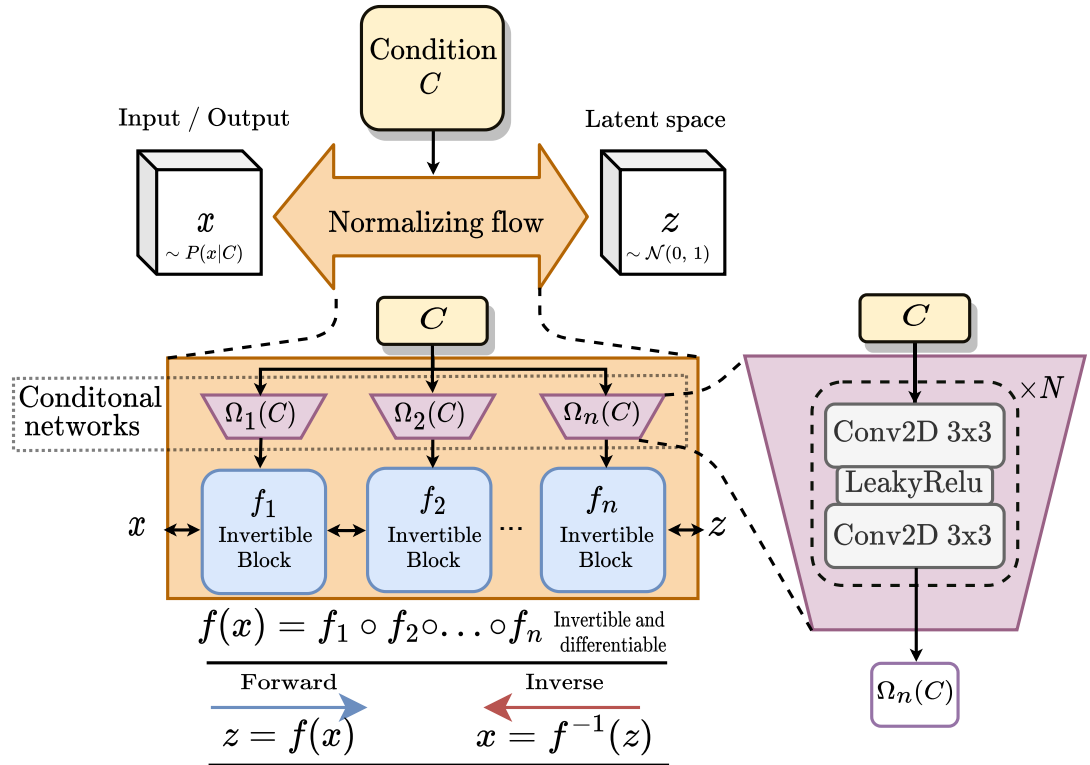 Condition
C
Input / Output
Latent space
x
∼ P(x|C)
Normalizing flow
z
∼ 𝒩(0, 1)
C
C
Conditonal
networks
Ω₁(C)
Ω₂(C)
Ωₙ(C)
×N
Conv2D 3x3
LeakyRelu
Conv2D 3x3
x
f₁
Invertible
Block
f₂
Invertible
Block
...
fₙ
Invertible
Block
z
f(x) = f₁ ∘ f₂∘...∘fₙ
Invertible and
differentiable
Ωₙ(C)
Forward
z = f(x)
Inverse
x = f⁻¹(z)